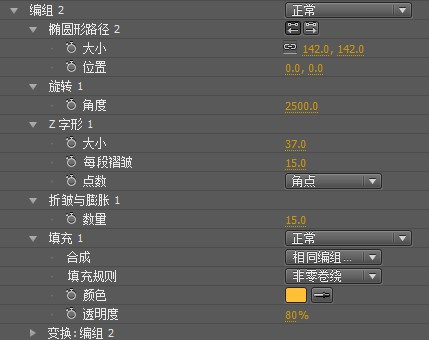 编组 2 正常
椭圆形路径 2
大小 142.0, 142.0
位置 0.0, 0.0
旋转 1
角度 2500.0
Z 字形 1
大小 37.0
每段褶皱 15.0
点数 角点
折皱与膨胀 1
数量 15.0
填充 1 正常
合成 相同编组...
填充规则 非零卷绕
颜色
透明度 80%
变换:编组 2